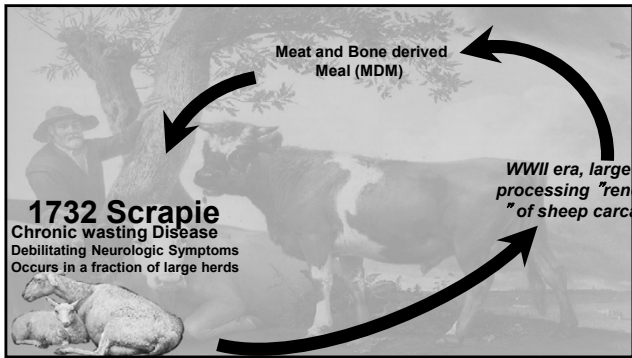 Meat and Bone derived
Meal (MDM)
WWII era, large
processing "rend
" of sheep carca
1732 Scrapie
Chronic wasting Disease
Debilitating Neurologic Symptoms
Occurs in a fraction of large herds